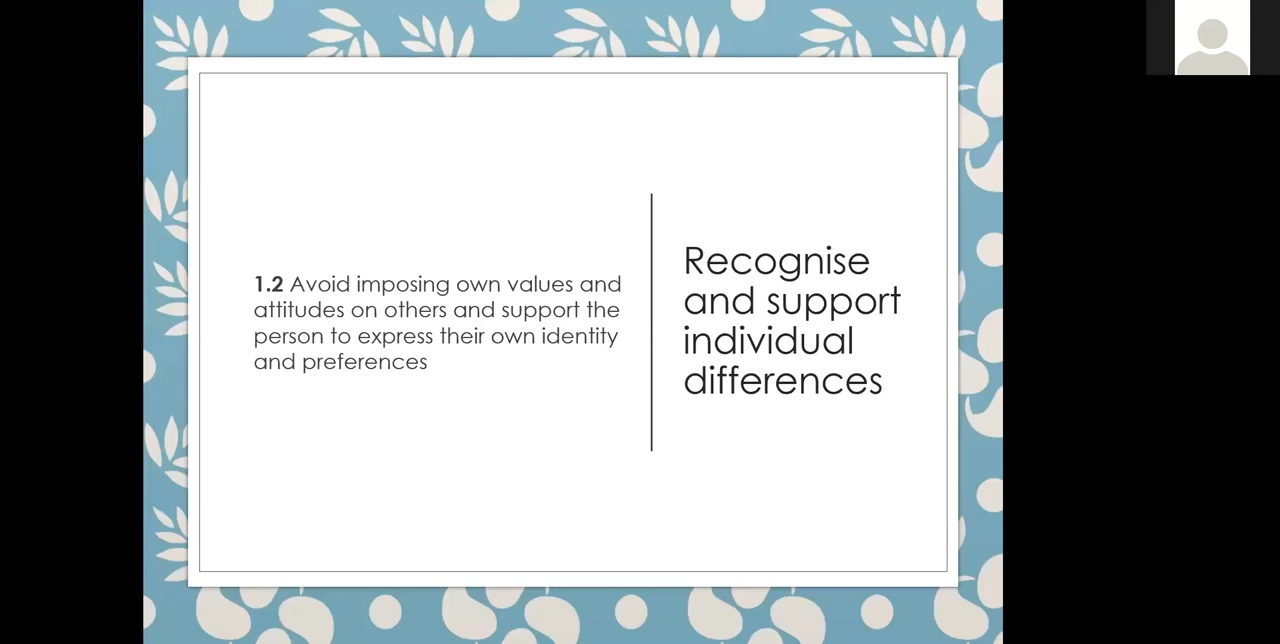 1.2 Avoid imposing own values and
attitudes on others and support the
person to express their own identity
and preferences
Recognise
and support
individual
differences